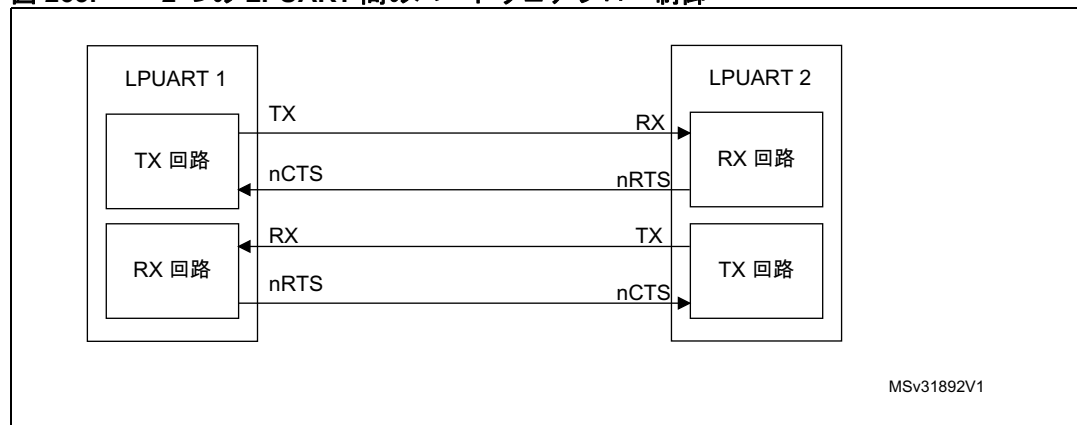 LPUART 1
LPUART 2
TX
RX
TX 回路
RX 回路
nCTS
nRTS
RX
TX
RX 回路
TX 回路
nRTS
nCTS
MSv31892V1